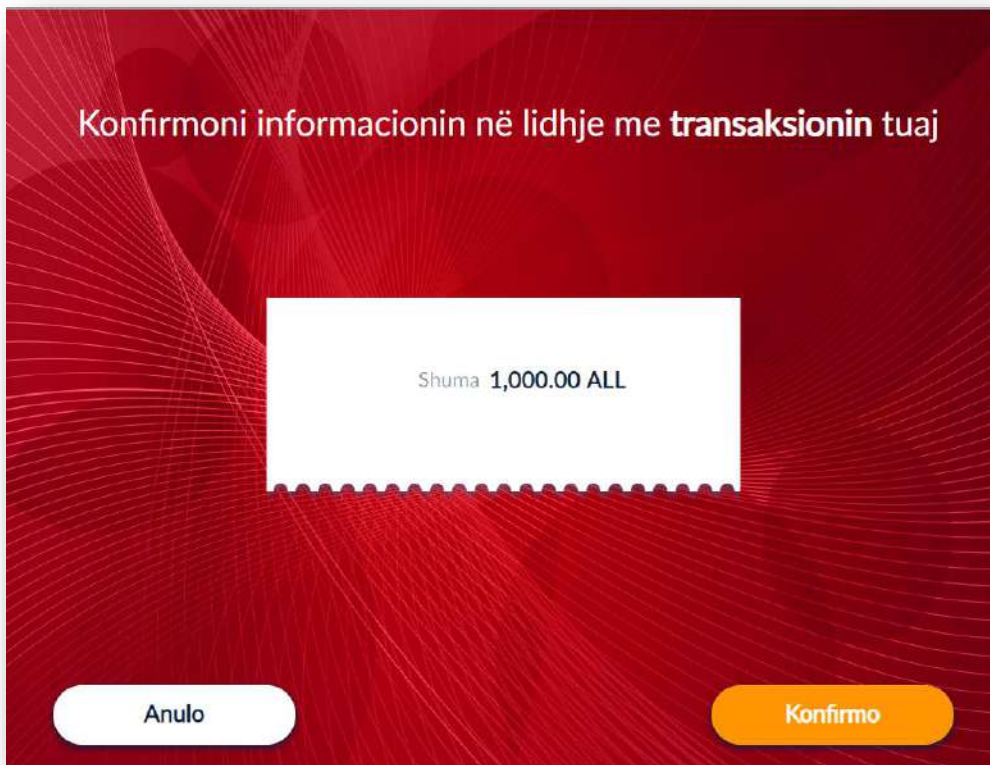 Konfirmoni informacionin në lidhje me transaksionin tuaj
Shuma 1,000.00 ALL
Anulo
Konfirmo